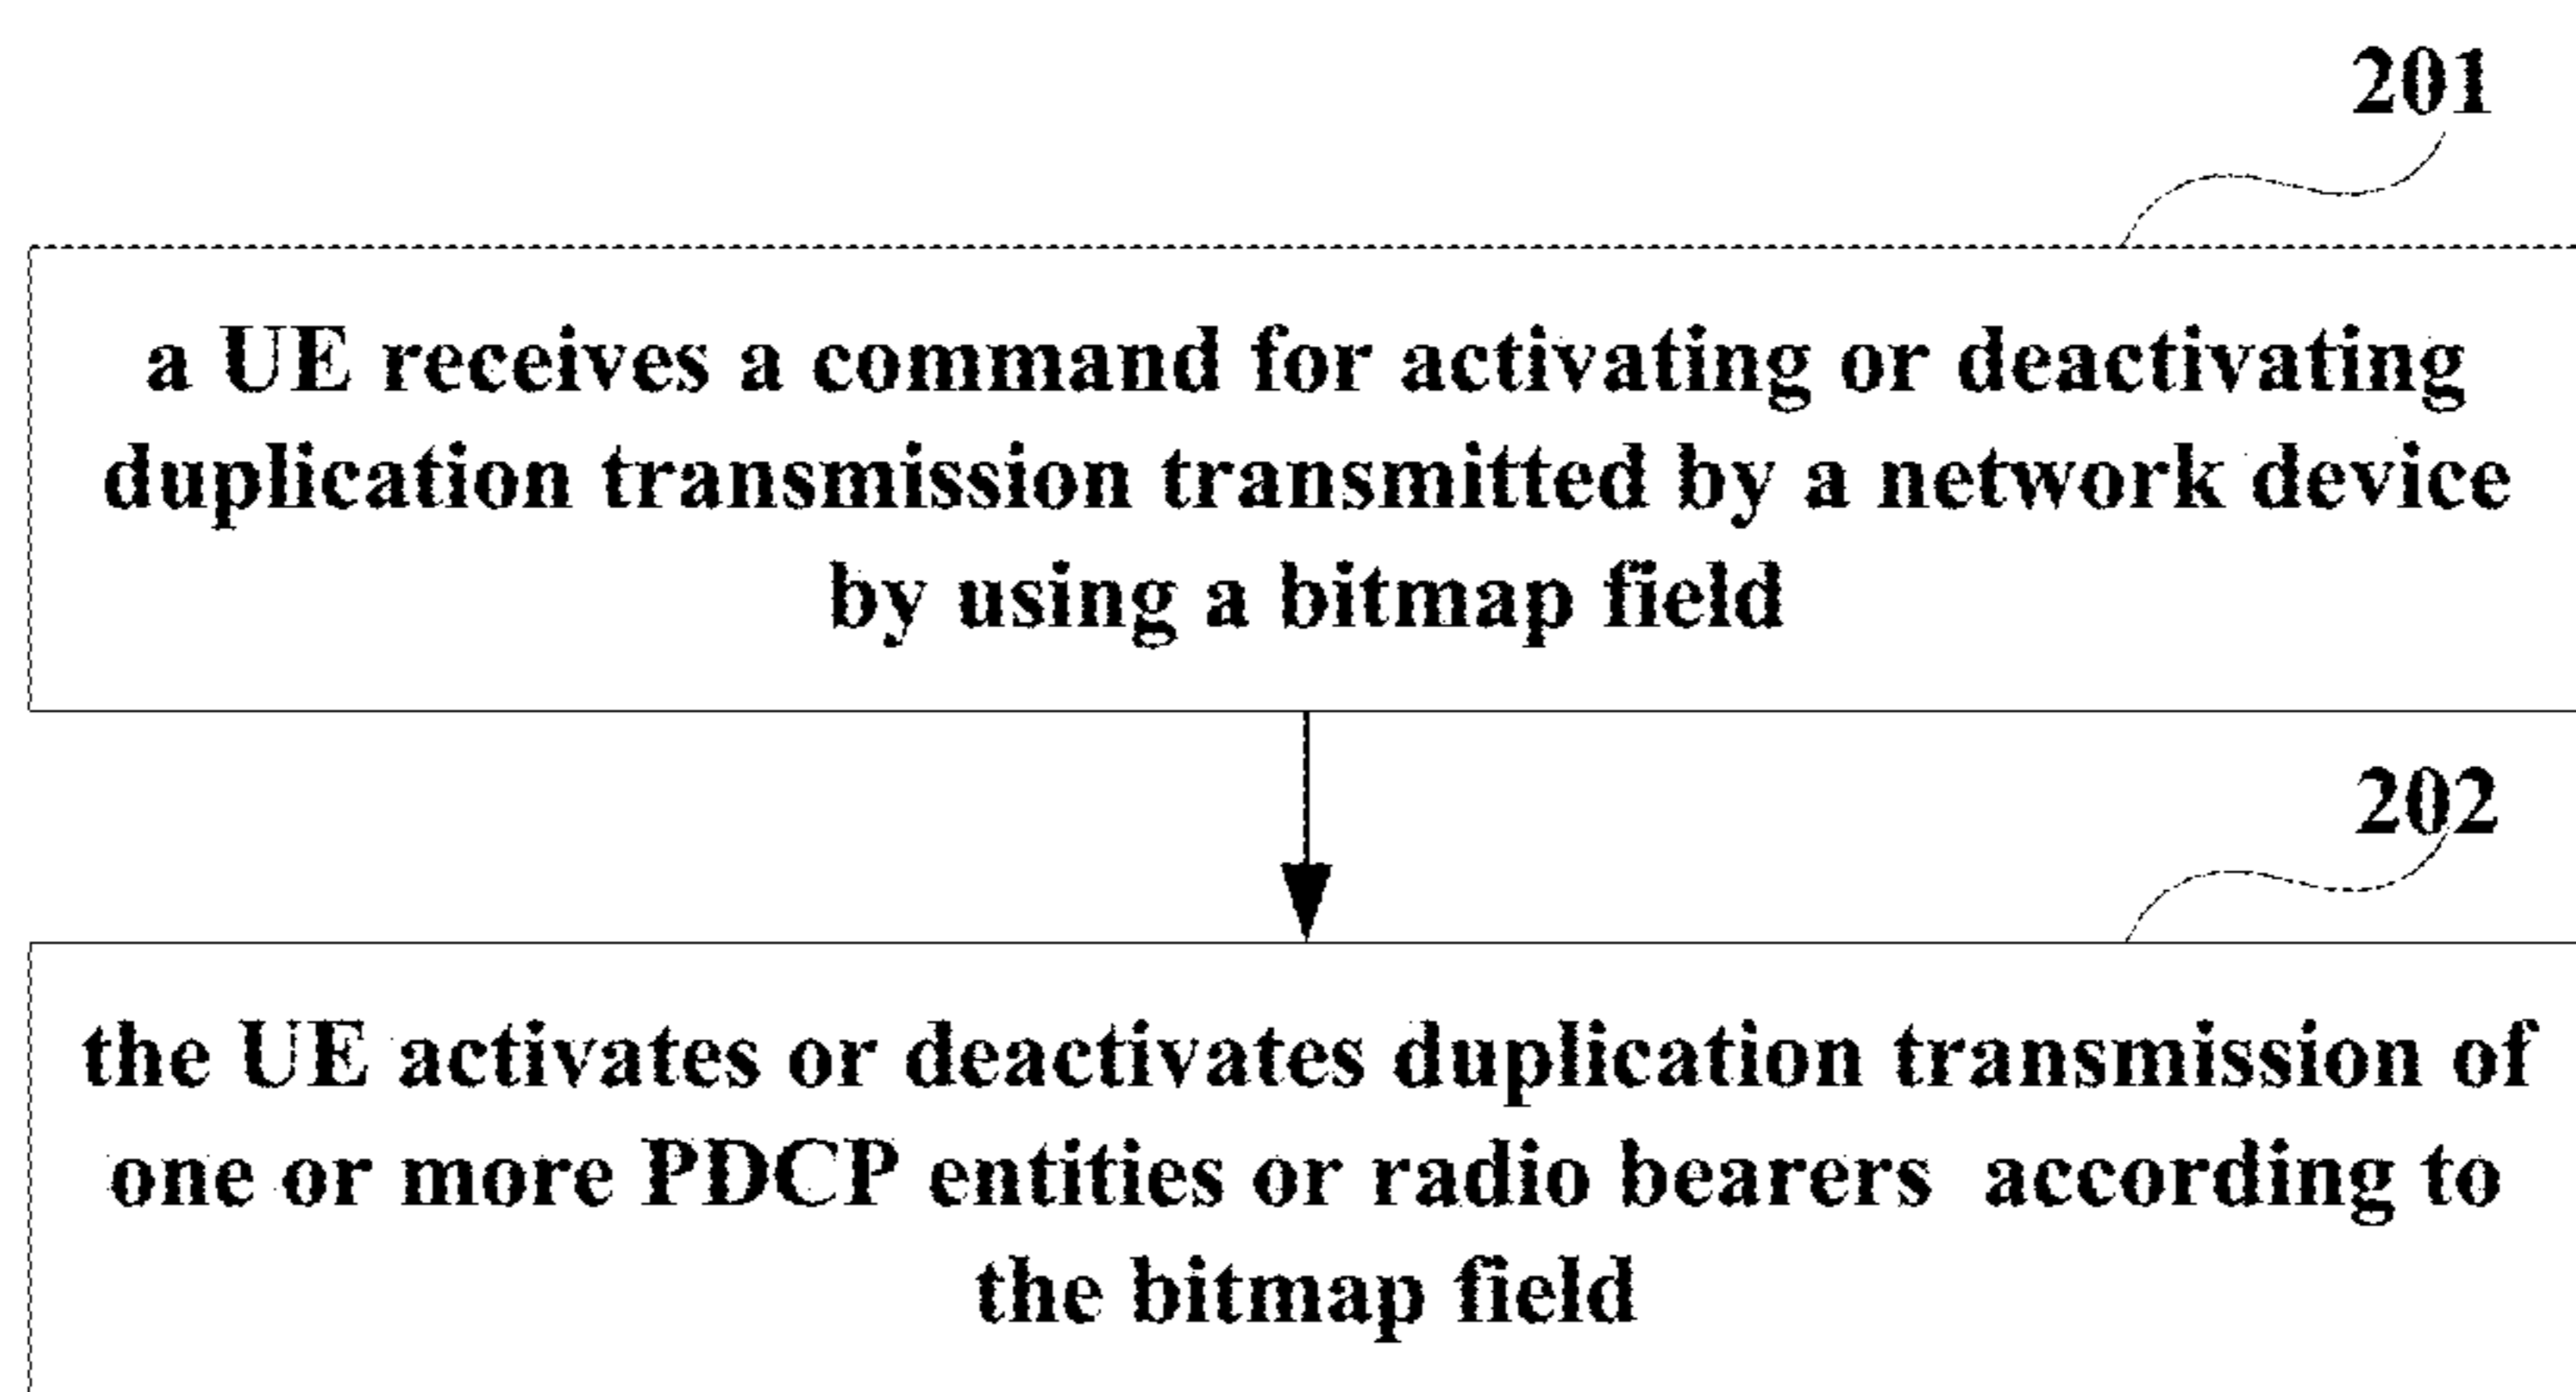 201
a UE receives a command for activating or deactivating
duplication transmission transmitted by a network device
by using a bitmap field
202
the UE activates or deactivates duplication transmission of
one or more PDCP entities or radio bearers according to
the bitmap field